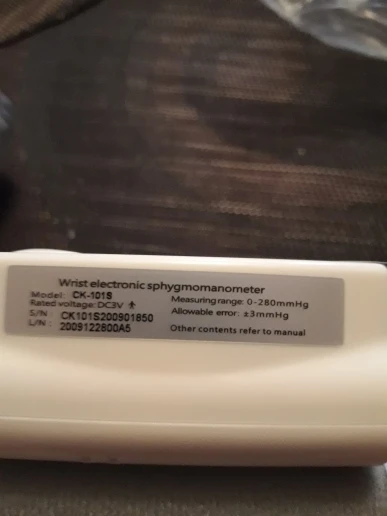 Wrist electronic sphygmomanometer
Model: CK-101S
Rated voltage: DC3V
S/N : CK101S200901850
L/N : 2009122800A5
Measuring range: 0-280mmHg
Allowable error: ±3mmHg
Other contents refer to manual